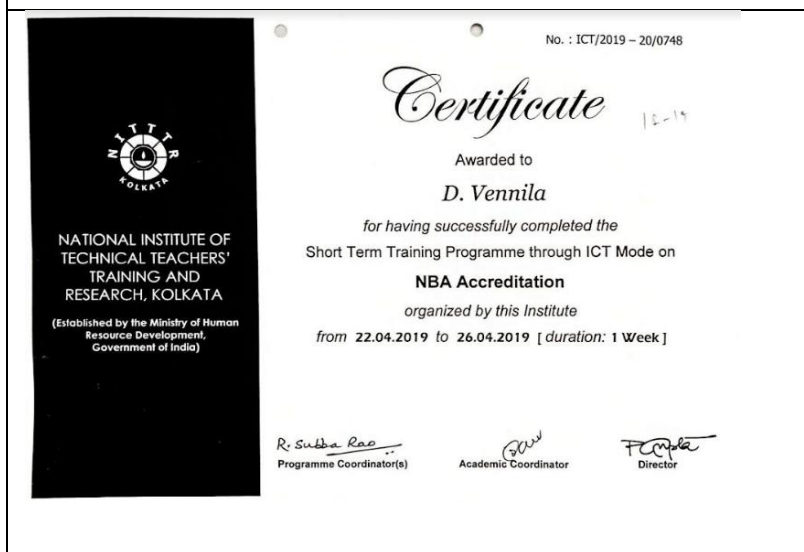 No. : ICT/2019 – 20/0748
Certificate
Awarded to
D. Vennila
for having successfully completed the
Short Term Training Programme through ICT Mode on
NBA Accreditation
organized by this Institute
from 22.04.2019 to 26.04.2019 [ duration: 1 Week ]
NITTTR
KOLKATA
NATIONAL INSTITUTE OF
TECHNICAL TEACHERS'
TRAINING AND
RESEARCH, KOLKATA
(Established by the Ministry of Human
Resource Development,
Government of India)
R. Subba Rao
Programme Coordinator(s)
Academic Coordinator
Director